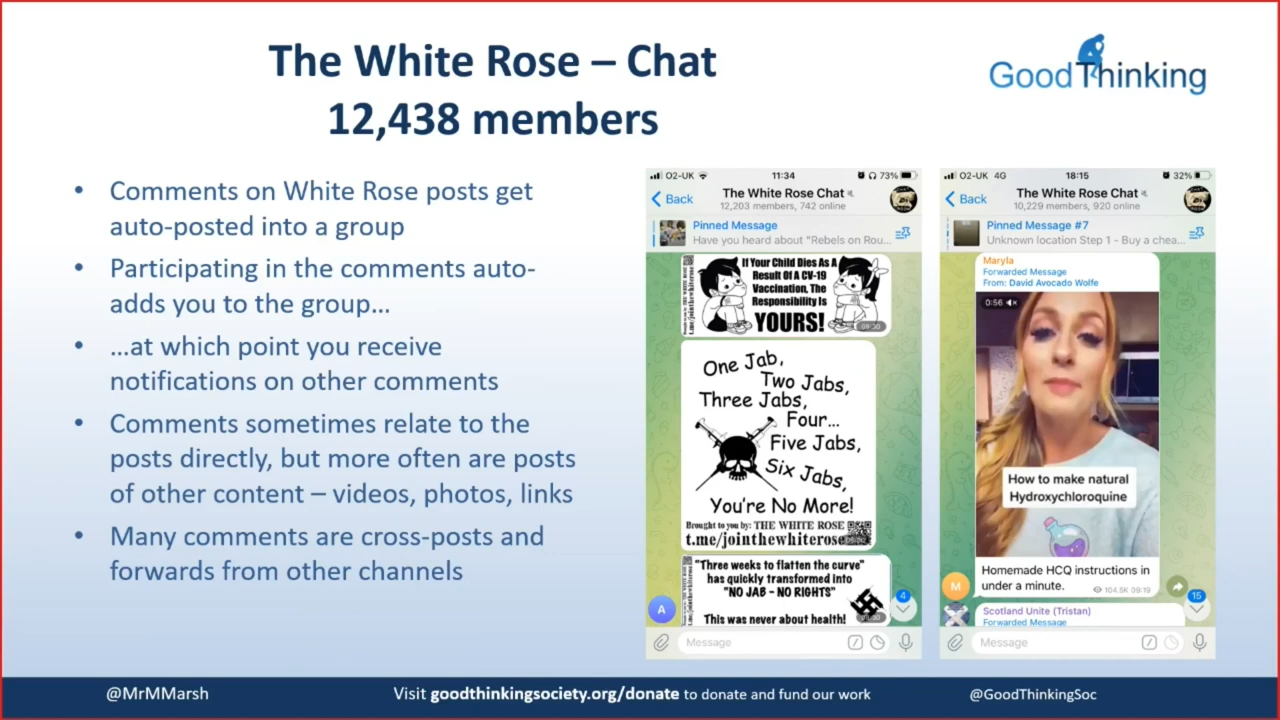 The White Rose – Chat
12,438 members
GoodThinking
• Comments on White Rose posts get
auto-posted into a group
• Participating in the comments auto-
adds you to the group…
• …at which point you receive
notifications on other comments
• Comments sometimes relate to the
posts directly, but more often are posts
of other content – videos, photos, links
• Many comments are cross-posts and
forwards from other channels
O2-UK
11:34
73%
Back
The White Rose Chat
12,203 members, 742 online
Pinned Message
Have you heard about "Rebels on Rou...
If Your Child Dies As A
Result Of A CV-19
Vaccination, The
Responsibility Is
YOURS!
t.me/jointhewhiterose
One Jab,
Two Jabs,
Three Jabs,
Four...
Five Jabs,
Six Jabs,
You're No More!
Brought to you by: THE WHITE ROSE
t.me/jointhewhiterose
"Three weeks to flatten the curve"
has quickly transformed into
"NO JAB - NO RIGHTS"
This was never about health!
A
4
Message
O2-UK 4G
18:15
32%
Back
The White Rose Chat
10,229 members, 920 online
Pinned Message #7
Unknown location Step 1 - Buy a chea...
Maryla
Forwarded Message
From: David Avocado Wolfe
0:56
How to make natural
Hydroxychloroquine
Homemade HCQ instructions in
under a minute.
104.5K 09:19
M
15
Scotland Unite (Tristan)
Forwarded Message
Message
@MrMMarsh
Visit goodthinkingsociety.org/donate to donate and fund our work
@GoodThinkingSoc